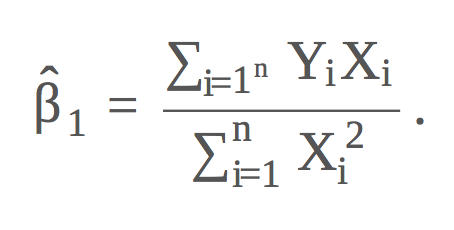 β̂₁ = ∑ᵢ₌₁ⁿ YᵢXᵢ / ∑ᵢ₌₁ⁿ Xᵢ² .